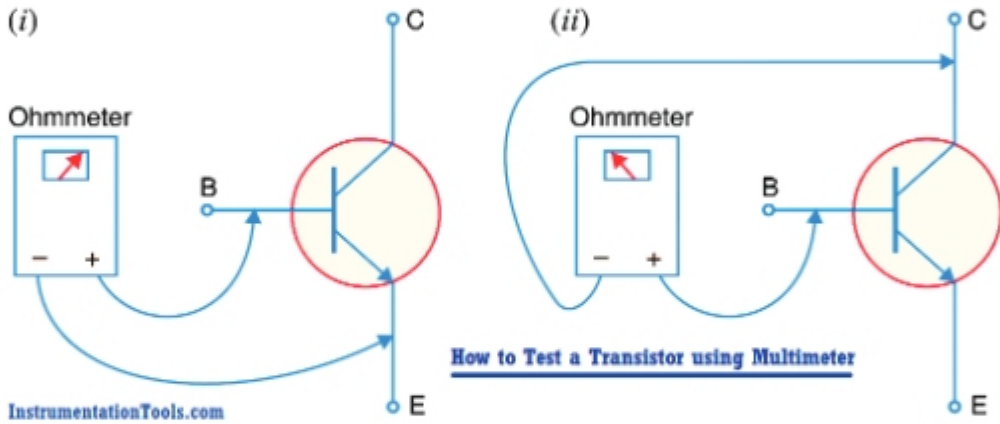 (i)
C
Ohmmeter
B
− +
E
InstrumentationTools.com
(ii)
C
Ohmmeter
B
− +
How to Test a Transistor using Multimeter
E